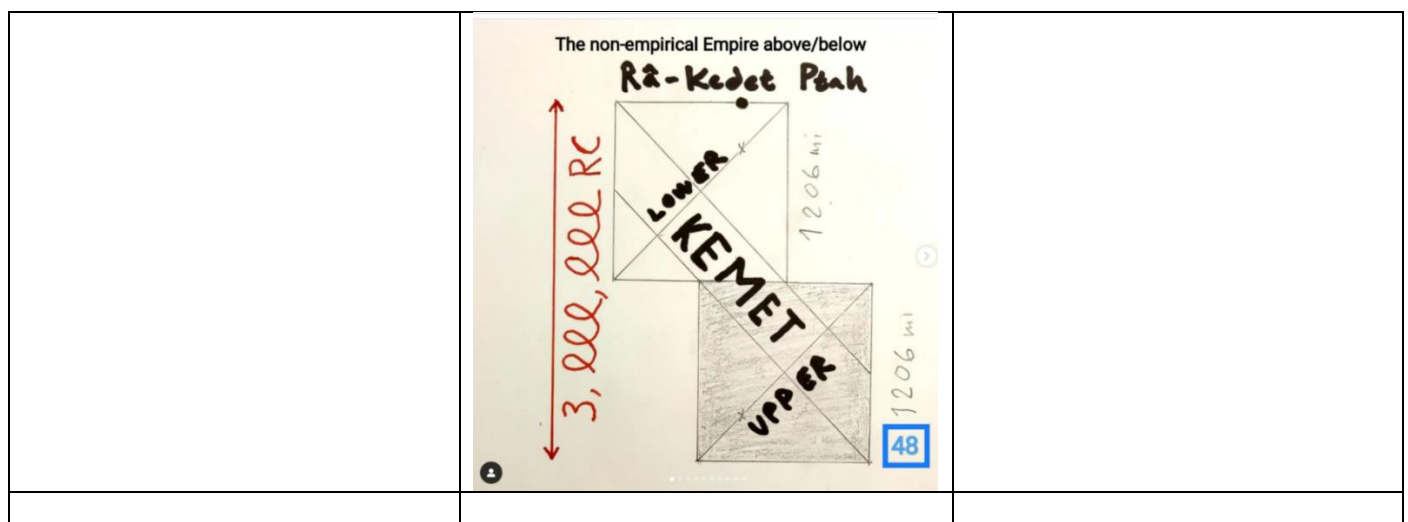 The non-empirical Empire above/below
Râ-Kedet Ptah
3, lll, lll RC
LOWER
KEMET
UPPER
1206 mi
1206 mi
48